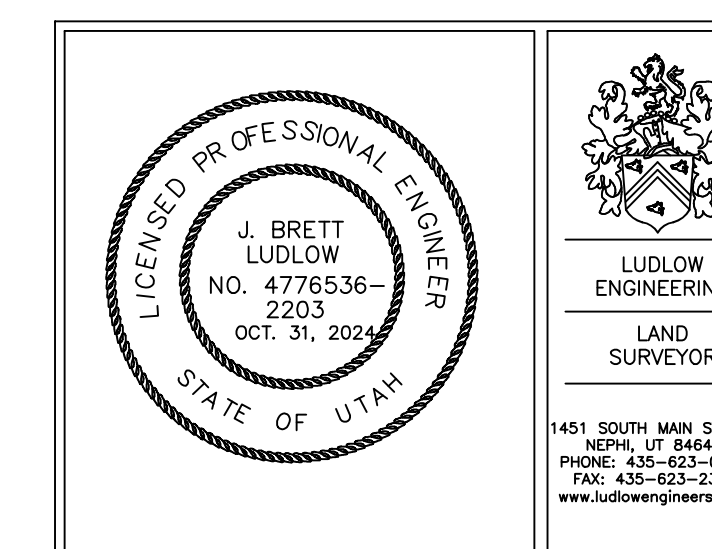 LICENSED PROFESSIONAL ENGINEER
J. BRETT
LUDLOW
NO. 4776536-
2203
OCT. 31, 2024
STATE OF UTAH
LUDLOW
ENGINEERIN
LAND
SURVEYOR
1451 SOUTH MAIN S
NEPHI, UT 8464
PHONE: 435-623-
FAX: 435-623-23
www.ludlowengineers